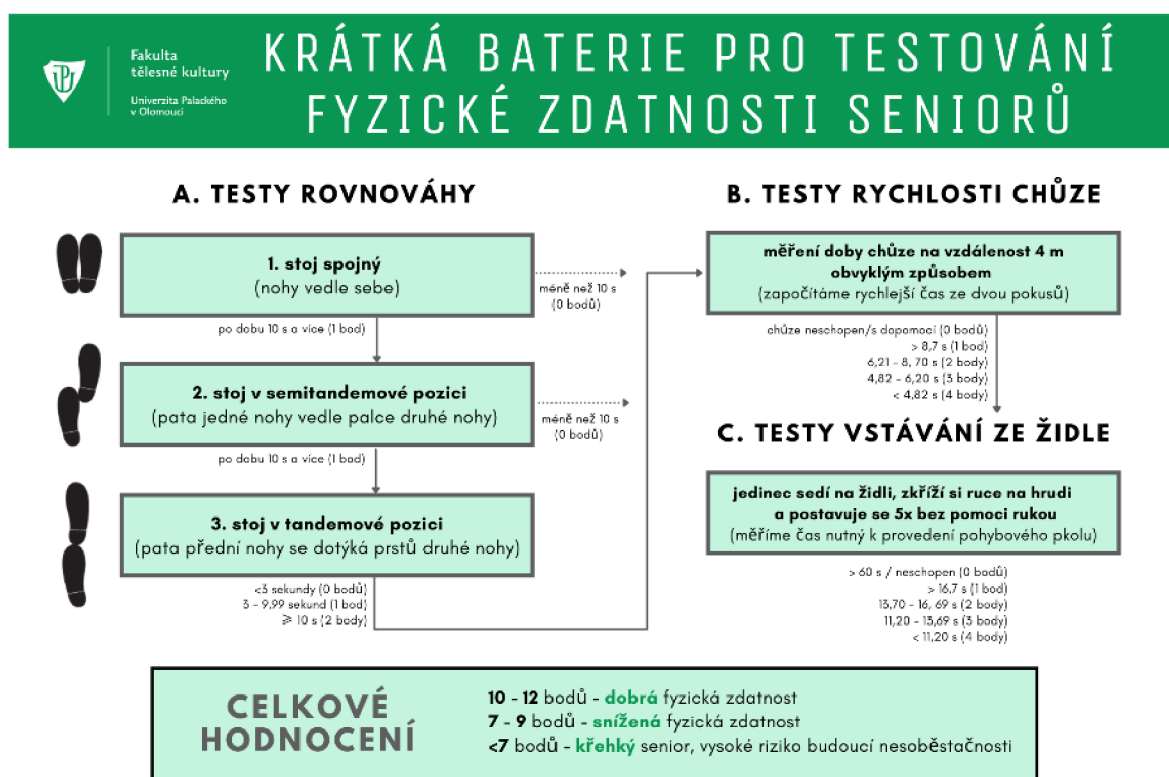 Fakulta
tělesné kultury
Univerzita Palackého
v Olomouci
KRÁTKÁ BATERIE PRO TESTOVÁNÍ
FYZICKÉ ZDATNOSTI SENIORŮ
A. TESTY ROVNOVÁHY
1. stoj spojný
(nohy vedle sebe)
méně než 10 s
(0 bodů)
po dobu 10 s a více (1 bod)
2. stoj v semitandemové pozici
(pata jedné nohy vedle palce druhé nohy)
méně než 10 s
(0 bodů)
po dobu 10 s a více (1 bod)
3. stoj v tandemové pozici
(pata přední nohy se dotýká prstů druhé nohy)
<3 sekundy (0 bodů)
3 - 9,99 sekund (1 bod)
⩾ 10 s (2 body)
B. TESTY RYCHLOSTI CHŮZE
měření doby chůze na vzdálenost 4 m
obvyklým způsobem
(započítáme rychlejší čas ze dvou pokusů)
chůze neschopen/s dopomocí (0 bodů)
> 8,7 s (1 bod)
6,21 - 8, 70 s (2 body)
4,82 - 6,20 s (3 body)
< 4,82 s (4 body)
C. TESTY VSTÁVÁNÍ ZE ŽIDLE
jedinec sedí na židli, zkříží si ruce na hrudi
a postavuje se 5x bez pomoci rukou
(měříme čas nutný k provedení pohybového pkolu)
> 60 s / neschopen (0 bodů)
> 16,7 s (1 bod)
13,70 - 16, 69 s (2 body)
11,20 - 13,69 s (3 body)
< 11,20 s (4 body)
CELKOVÉ
HODNOCENÍ
10 - 12 bodů - dobrá fyzická zdatnost
7 - 9 bodů - snížená fyzická zdatnost
<7 bodů - křehký senior, vysoké riziko budoucí nesoběstačnosti